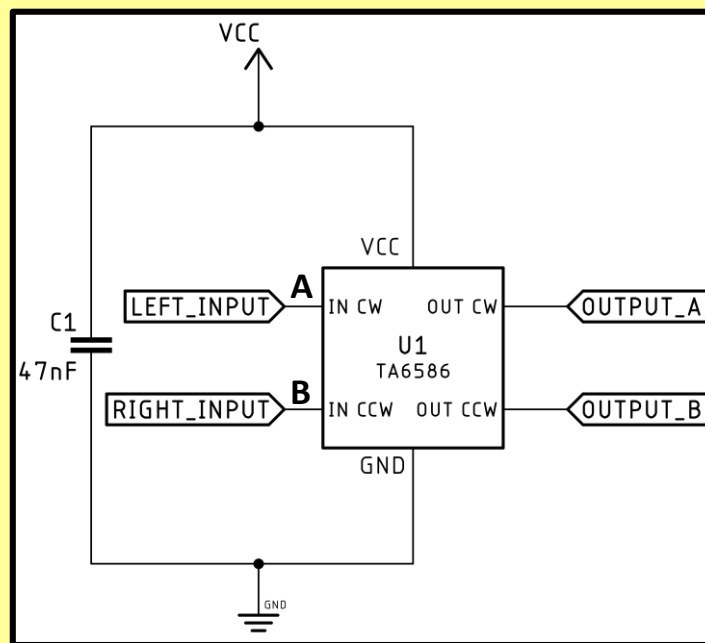 VCC
VCC
LEFT_INPUT
A
IN CW
OUT CW
OUTPUT_A
C1
47nF
U1
TA6586
RIGHT_INPUT
B
IN CCW
OUT CCW
OUTPUT_B
GND
GND